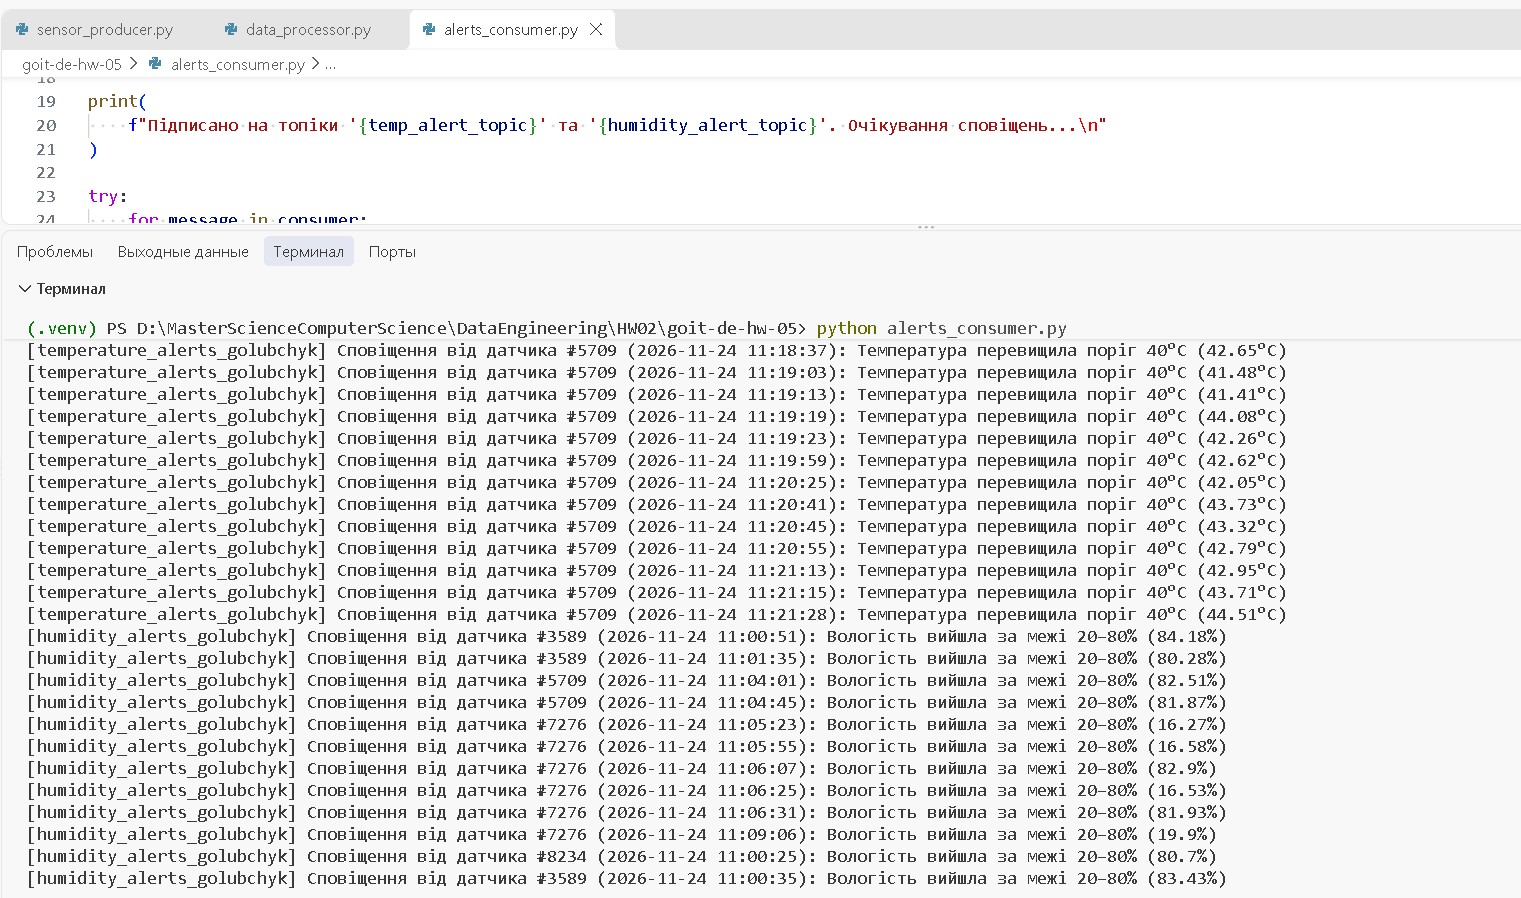 sensor_producer.py data_processor.py alerts_consumer.py
goit-de-hw-05 > alerts_consumer.py > ...
18
19 print(
20 f"Підписано на топіки '{temp_alert_topic}' та '{humidity_alert_topic}'. Очікування сповіщень...\n"
21 )
22
23 try:
24 for message in consumer:
Проблемы Выходные данные Терминал Порты
Терминал
(.venv) PS D:\MasterScienceComputerScience\DataEngineering\HW02\goit-de-hw-05> python alerts_consumer.py
[temperature_alerts_golubchyk] Сповіщення від датчика #5709 (2026-11-24 11:18:37): Температура перевищила поріг 40°C (42.65°C)
[temperature_alerts_golubchyk] Сповіщення від датчика #5709 (2026-11-24 11:19:03): Температура перевищила поріг 40°C (41.48°C)
[temperature_alerts_golubchyk] Сповіщення від датчика #5709 (2026-11-24 11:19:13): Температура перевищила поріг 40°C (41.41°C)
[temperature_alerts_golubchyk] Сповіщення від датчика #5709 (2026-11-24 11:19:19): Температура перевищила поріг 40°C (44.08°C)
[temperature_alerts_golubchyk] Сповіщення від датчика #5709 (2026-11-24 11:19:23): Температура перевищила поріг 40°C (42.26°C)
[temperature_alerts_golubchyk] Сповіщення від датчика #5709 (2026-11-24 11:19:59): Температура перевищила поріг 40°C (42.62°C)
[temperature_alerts_golubchyk] Сповіщення від датчика #5709 (2026-11-24 11:20:25): Температура перевищила поріг 40°C (42.05°C)
[temperature_alerts_golubchyk] Сповіщення від датчика #5709 (2026-11-24 11:20:41): Температура перевищила поріг 40°C (43.73°C)
[temperature_alerts_golubchyk] Сповіщення від датчика #5709 (2026-11-24 11:20:45): Температура перевищила поріг 40°C (43.32°C)
[temperature_alerts_golubchyk] Сповіщення від датчика #5709 (2026-11-24 11:20:55): Температура перевищила поріг 40°C (42.79°C)
[temperature_alerts_golubchyk] Сповіщення від датчика #5709 (2026-11-24 11:21:13): Температура перевищила поріг 40°C (42.95°C)
[temperature_alerts_golubchyk] Сповіщення від датчика #5709 (2026-11-24 11:21:15): Температура перевищила поріг 40°C (43.71°C)
[temperature_alerts_golubchyk] Сповіщення від датчика #5709 (2026-11-24 11:21:28): Температура перевищила поріг 40°C (44.51°C)
[humidity_alerts_golubchyk] Сповіщення від датчика #3589 (2026-11-24 11:00:51): Вологість вийшла за межі 20–80% (84.18%)
[humidity_alerts_golubchyk] Сповіщення від датчика #3589 (2026-11-24 11:01:35): Вологість вийшла за межі 20–80% (80.28%)
[humidity_alerts_golubchyk] Сповіщення від датчика #5709 (2026-11-24 11:04:01): Вологість вийшла за межі 20–80% (82.51%)
[humidity_alerts_golubchyk] Сповіщення від датчика #5709 (2026-11-24 11:04:45): Вологість вийшла за межі 20–80% (81.87%)
[humidity_alerts_golubchyk] Сповіщення від датчика #7276 (2026-11-24 11:05:23): Вологість вийшла за межі 20–80% (16.27%)
[humidity_alerts_golubchyk] Сповіщення від датчика #7276 (2026-11-24 11:05:55): Вологість вийшла за межі 20–80% (16.58%)
[humidity_alerts_golubchyk] Сповіщення від датчика #7276 (2026-11-24 11:06:07): Вологість вийшла за межі 20–80% (82.9%)
[humidity_alerts_golubchyk] Сповіщення від датчика #7276 (2026-11-24 11:06:25): Вологість вийшла за межі 20–80% (16.53%)
[humidity_alerts_golubchyk] Сповіщення від датчика #7276 (2026-11-24 11:06:31): Вологість вийшла за межі 20–80% (81.93%)
[humidity_alerts_golubchyk] Сповіщення від датчика #7276 (2026-11-24 11:09:06): Вологість вийшла за межі 20–80% (19.9%)
[humidity_alerts_golubchyk] Сповіщення від датчика #8234 (2026-11-24 11:00:25): Вологість вийшла за межі 20–80% (80.7%)
[humidity_alerts_golubchyk] Сповіщення від датчика #3589 (2026-11-24 11:00:35): Вологість вийшла за межі 20–80% (83.43%)